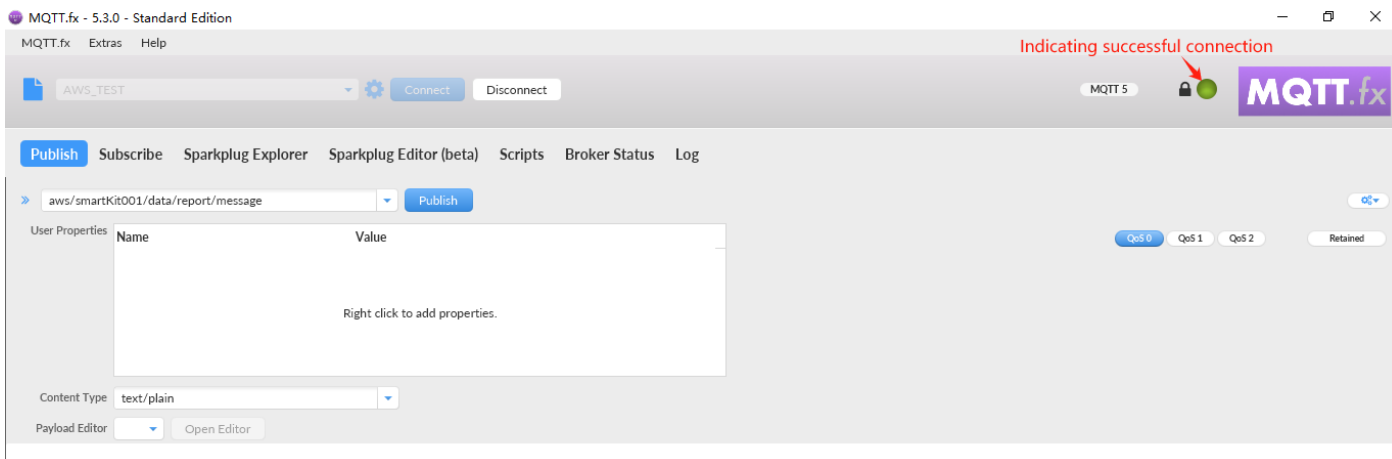 MQTT.fx - 5.3.0 - Standard Edition
MQTT.fx Extras Help
Indicating successful connection
AWS_TEST Connect Disconnect MQTT 5 MQTT.fx
Publish Subscribe Sparkplug Explorer Sparkplug Editor (beta) Scripts Broker Status Log
aws/smartKit001/data/report/message Publish
User Properties Name Value QoS 0 QoS 1 QoS 2 Retained
Right click to add properties.
Content Type text/plain
Payload Editor Open Editor